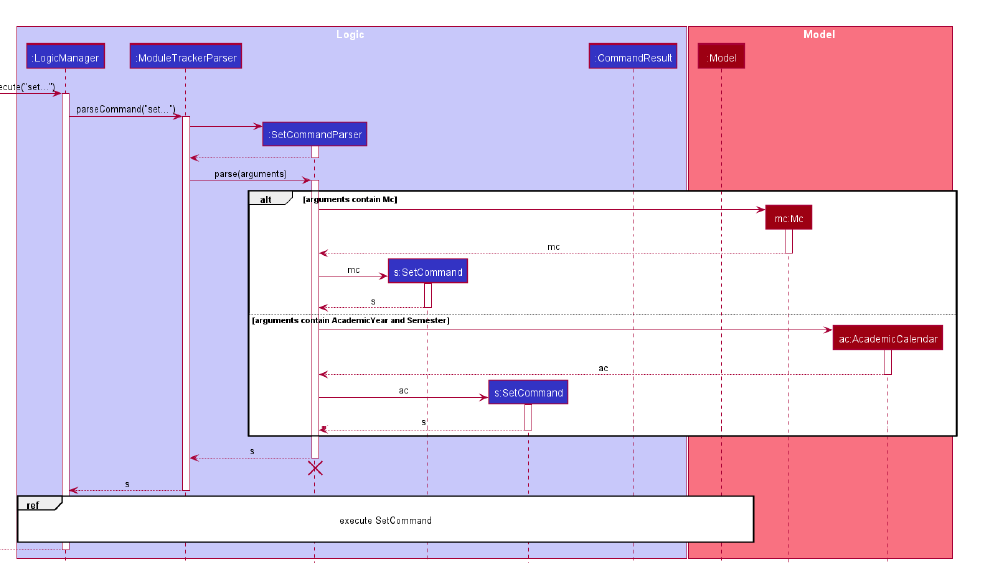 Logic
Model
:LogicManager
:ModuleTrackerParser
:CommandResult
:Model
ecute("set...")
parseCommand("set...")
:SetCommandParser
parse(arguments)
alt
[arguments contain Mc]
mc:Mc
mc
s:SetCommand
mc
s
[arguments contain AcademicYear and Semester]
ac:AcademicCalendar
ac
s:SetCommand
ac
s
s
s
ref
execute SetCommand